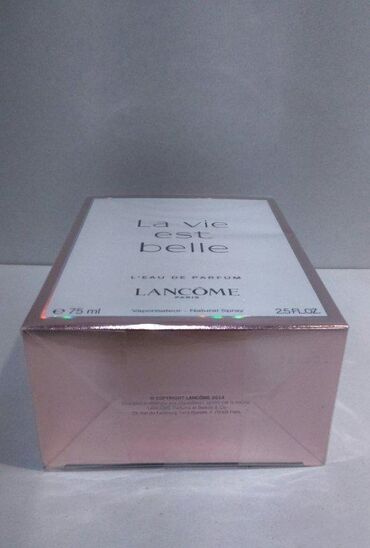 La vie
est
belle
L'EAU DE PARFUM
LANCÔME
PARIS
℮ 75 ml Vaporisateur - Natural Spray 2.5 FL.OZ.
© COPYRIGHT LANCÔME 2014